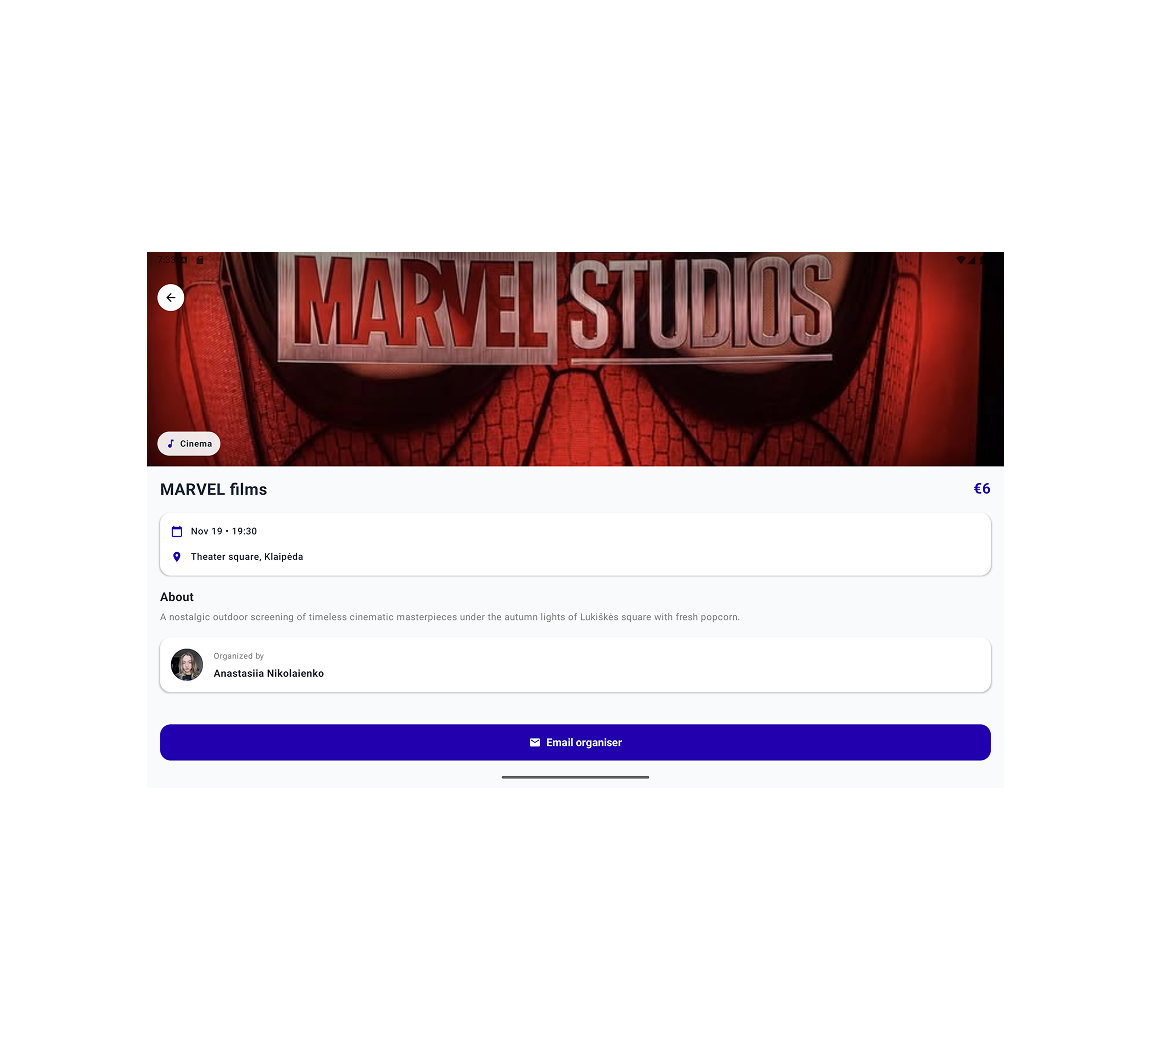 MARVEL STUDIOS
Cinema
MARVEL films
€6
Nov 19 • 19:30
Theater square, Klaipėda
About
A nostalgic outdoor screening of timeless cinematic masterpieces under the autumn lights of Lukiškės square with fresh popcorn.
Organized by
Anastasiia Nikolaienko
Email organiser